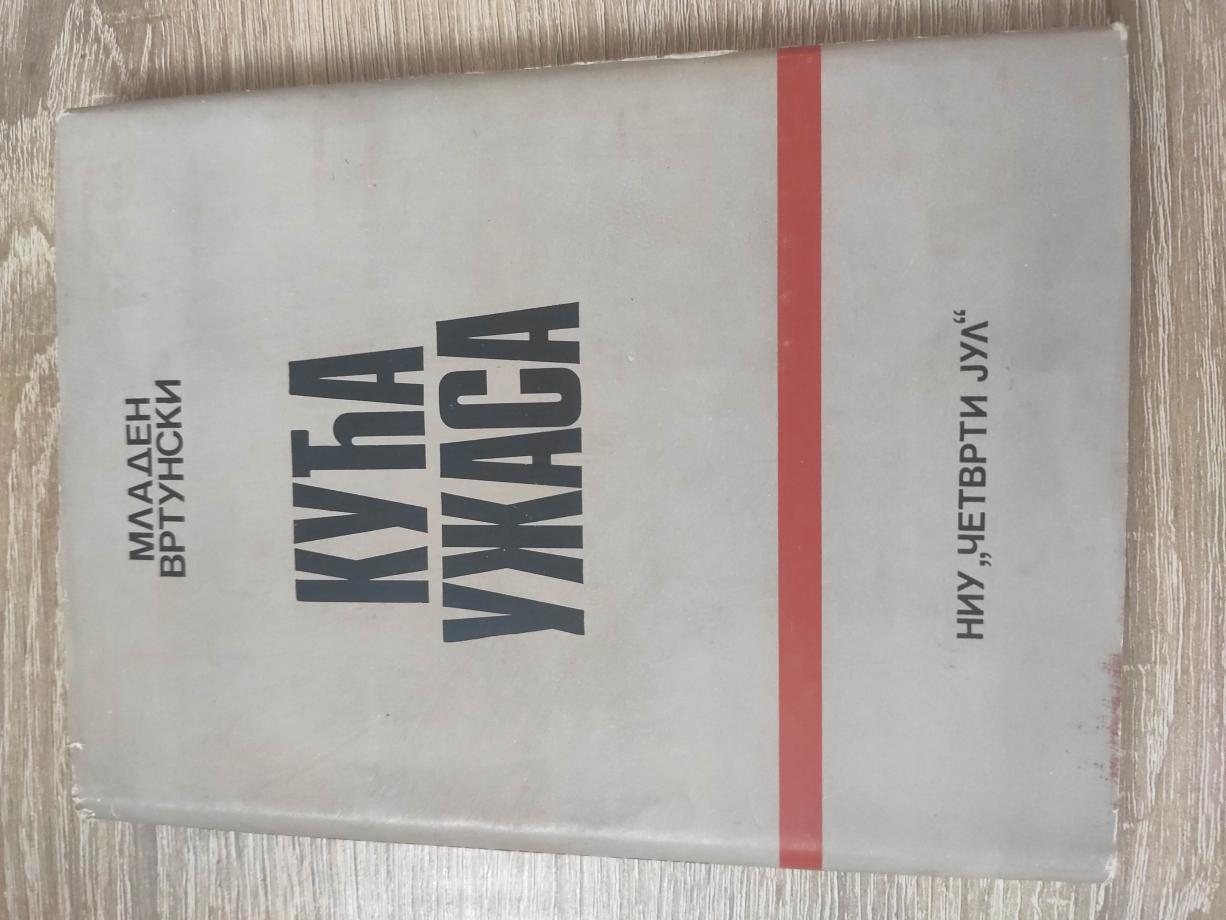 МЛАДЕН
ВРТУНСКИ
КУЋА
УЖАСА
НИУ „ЧЕТВРТИ ЈУЛ“